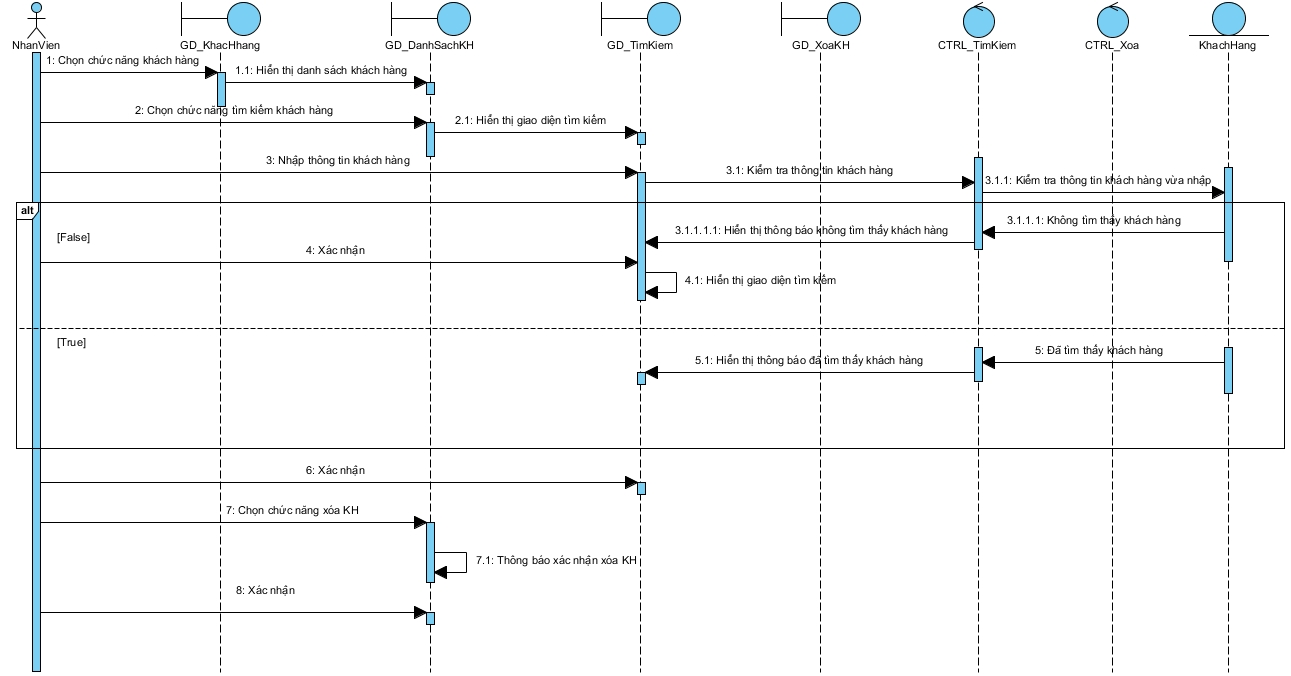 NhanVien
GD_KhacHhang
GD_DanhSachKH
GD_TimKiem
GD_XoaKH
CTRL_TimKiem
CTRL_Xoa
KhachHang
1: Chọn chức năng khách hàng
1.1: Hiển thị danh sách khách hàng
2: Chọn chức năng tìm kiếm khách hàng
2.1: Hiển thị giao diện tìm kiếm
3: Nhập thông tin khách hàng
3.1: Kiểm tra thông tin khách hàng
3.1.1: Kiểm tra thông tin khách hàng vừa nhập
alt
[False]
3.1.1.1: Không tìm thấy khách hàng
3.1.1.1.1: Hiển thị thông báo không tìm thấy khách hàng
4: Xác nhận
4.1: Hiển thị giao diện tìm kiếm
[True]
5: Đã tìm thấy khách hàng
5.1: Hiển thị thông báo đã tìm thấy khách hàng
6: Xác nhận
7: Chọn chức năng xóa KH
7.1: Thông báo xác nhận xóa KH
8: Xác nhận